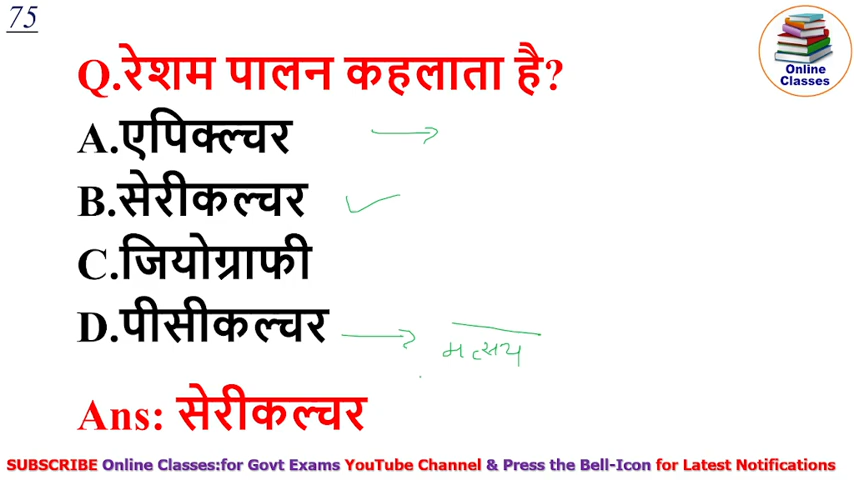 75
Online
Classes
Q.रेशम पालन कहलाता है?
A.एपिक्ल्चर
B.सेरीकल्चर
C.जियोग्राफी
D.पीसीकल्चर
मत्सय
Ans: सेरीकल्चर
SUBSCRIBE Online Classes:for Govt Exams YouTube Channel & Press the Bell-Icon for Latest Notifications